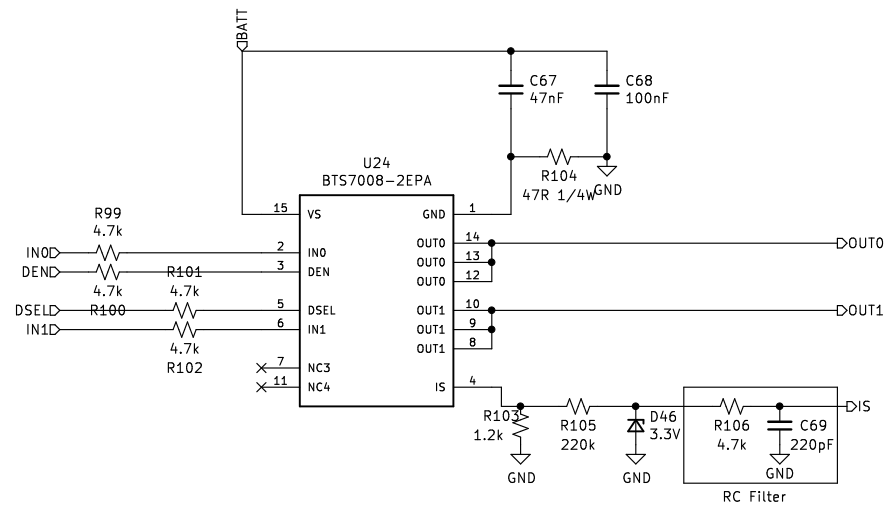 BATT
C67
47nF
C68
100nF
U24
BTS7008-2EPA
R104
47R 1/4W
GND
15 VS
GND 1
R99
4.7k
IN0
2 IN0
OUT0 14
OUT0
DEN
3 DEN
OUT0 13
OUT0 12
4.7k
R100
R101
4.7k
DSEL
5 DSEL
OUT1 10
OUT1
IN1
6 IN1
OUT1 9
4.7k
R102
OUT1 8
7 NC3
11 NC4
IS 4
R103
1.2k
GND
R105
220k
D46
3.3V
GND
R106
4.7k
C69
220pF
GND
IS
RC Filter